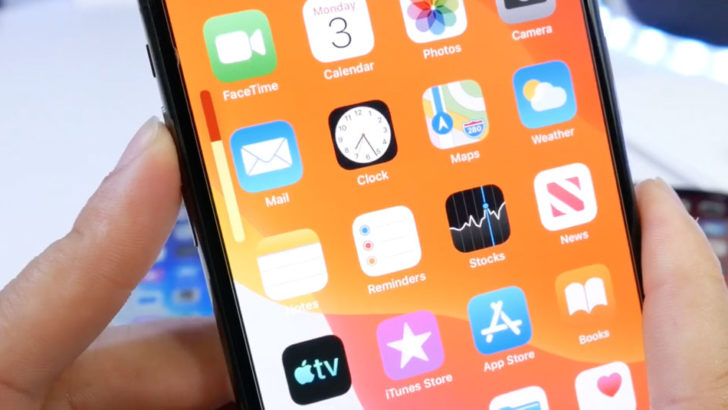 Monday
3
FaceTime
Calendar
Photos
Camera
Mail
Clock
Maps
280
Weather
Notes
Reminders
Stocks
News
tv
iTunes Store
App Store
Books